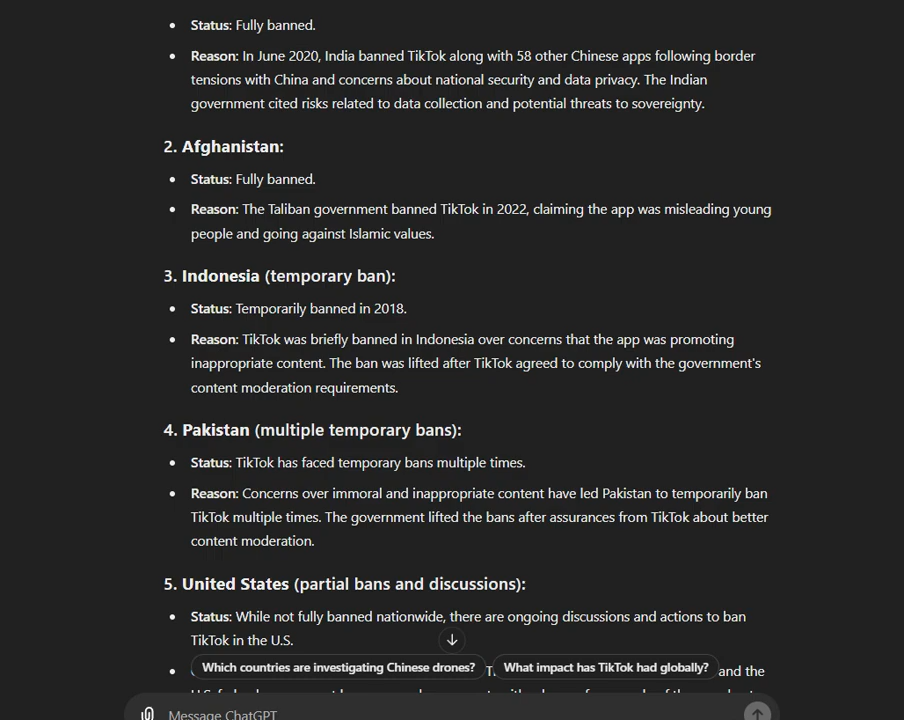 Status: Fully banned.
Reason: In June 2020, India banned TikTok along with 58 other Chinese apps following border
tensions with China and concerns about national security and data privacy. The Indian
government cited risks related to data collection and potential threats to sovereignty.
2. Afghanistan:
Status: Fully banned.
Reason: The Taliban government banned TikTok in 2022, claiming the app was misleading young
people and going against Islamic values.
3. Indonesia (temporary ban):
Status: Temporarily banned in 2018.
Reason: TikTok was briefly banned in Indonesia over concerns that the app was promoting
inappropriate content. The ban was lifted after TikTok agreed to comply with the government's
content moderation requirements.
4. Pakistan (multiple temporary bans):
Status: TikTok has faced temporary bans multiple times.
Reason: Concerns over immoral and inappropriate content have led Pakistan to temporarily ban
TikTok multiple times. The government lifted the bans after assurances from TikTok about better
content moderation.
5. United States (partial bans and discussions):
Status: While not fully banned nationwide, there are ongoing discussions and actions to ban
TikTok in the U.S.
Which countries are investigating Chinese drones? What impact has TikTok had globally? and the
Message ChatGPT